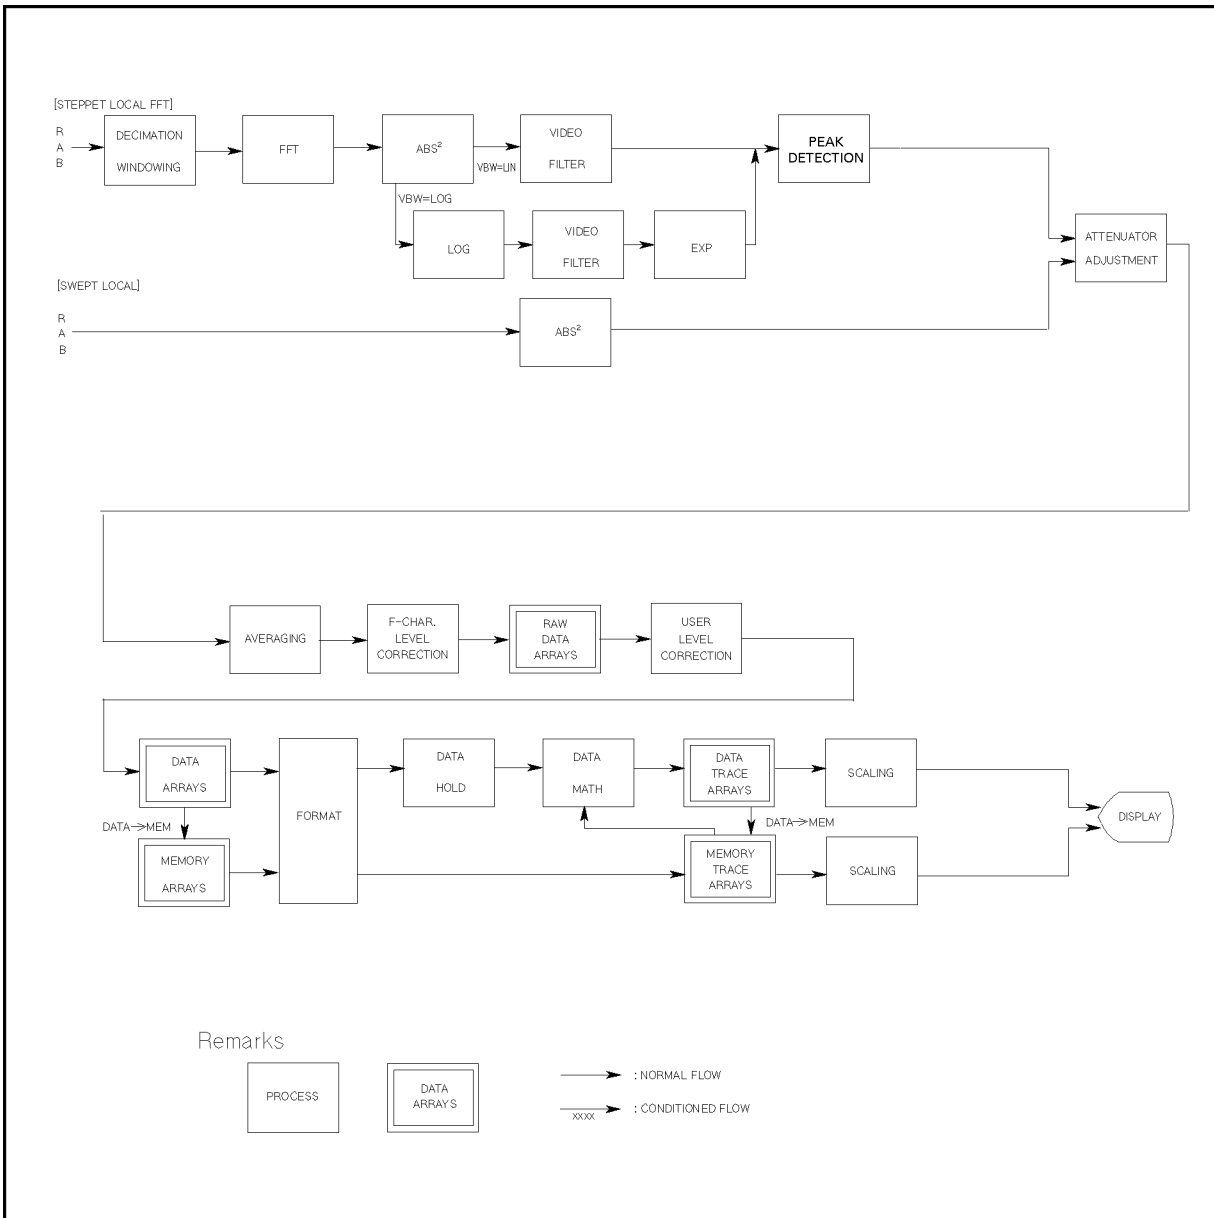 [STEPPET LOCAL FFT]
R
A
B
DECIMATION
WINDOWING
FFT
ABS²
VBW=LIN
VIDEO
FILTER
PEAK
DETECTION
VBW=LOG
LOG
VIDEO
FILTER
EXP
ATTENUATOR
ADJUSTMENT
[SWEPT LOCAL]
R
A
B
ABS²
AVERAGING
F-CHAR.
LEVEL
CORRECTION
RAW
DATA
ARRAYS
USER
LEVEL
CORRECTION
DATA
ARRAYS
DATA→MEM
MEMORY
ARRAYS
FORMAT
DATA
HOLD
DATA
MATH
DATA
TRACE
ARRAYS
DATA→MEM
MEMORY
TRACE
ARRAYS
SCALING
SCALING
DISPLAY
Remarks
PROCESS
DATA
ARRAYS
: NORMAL FLOW
XXXX
: CONDITIONED FLOW